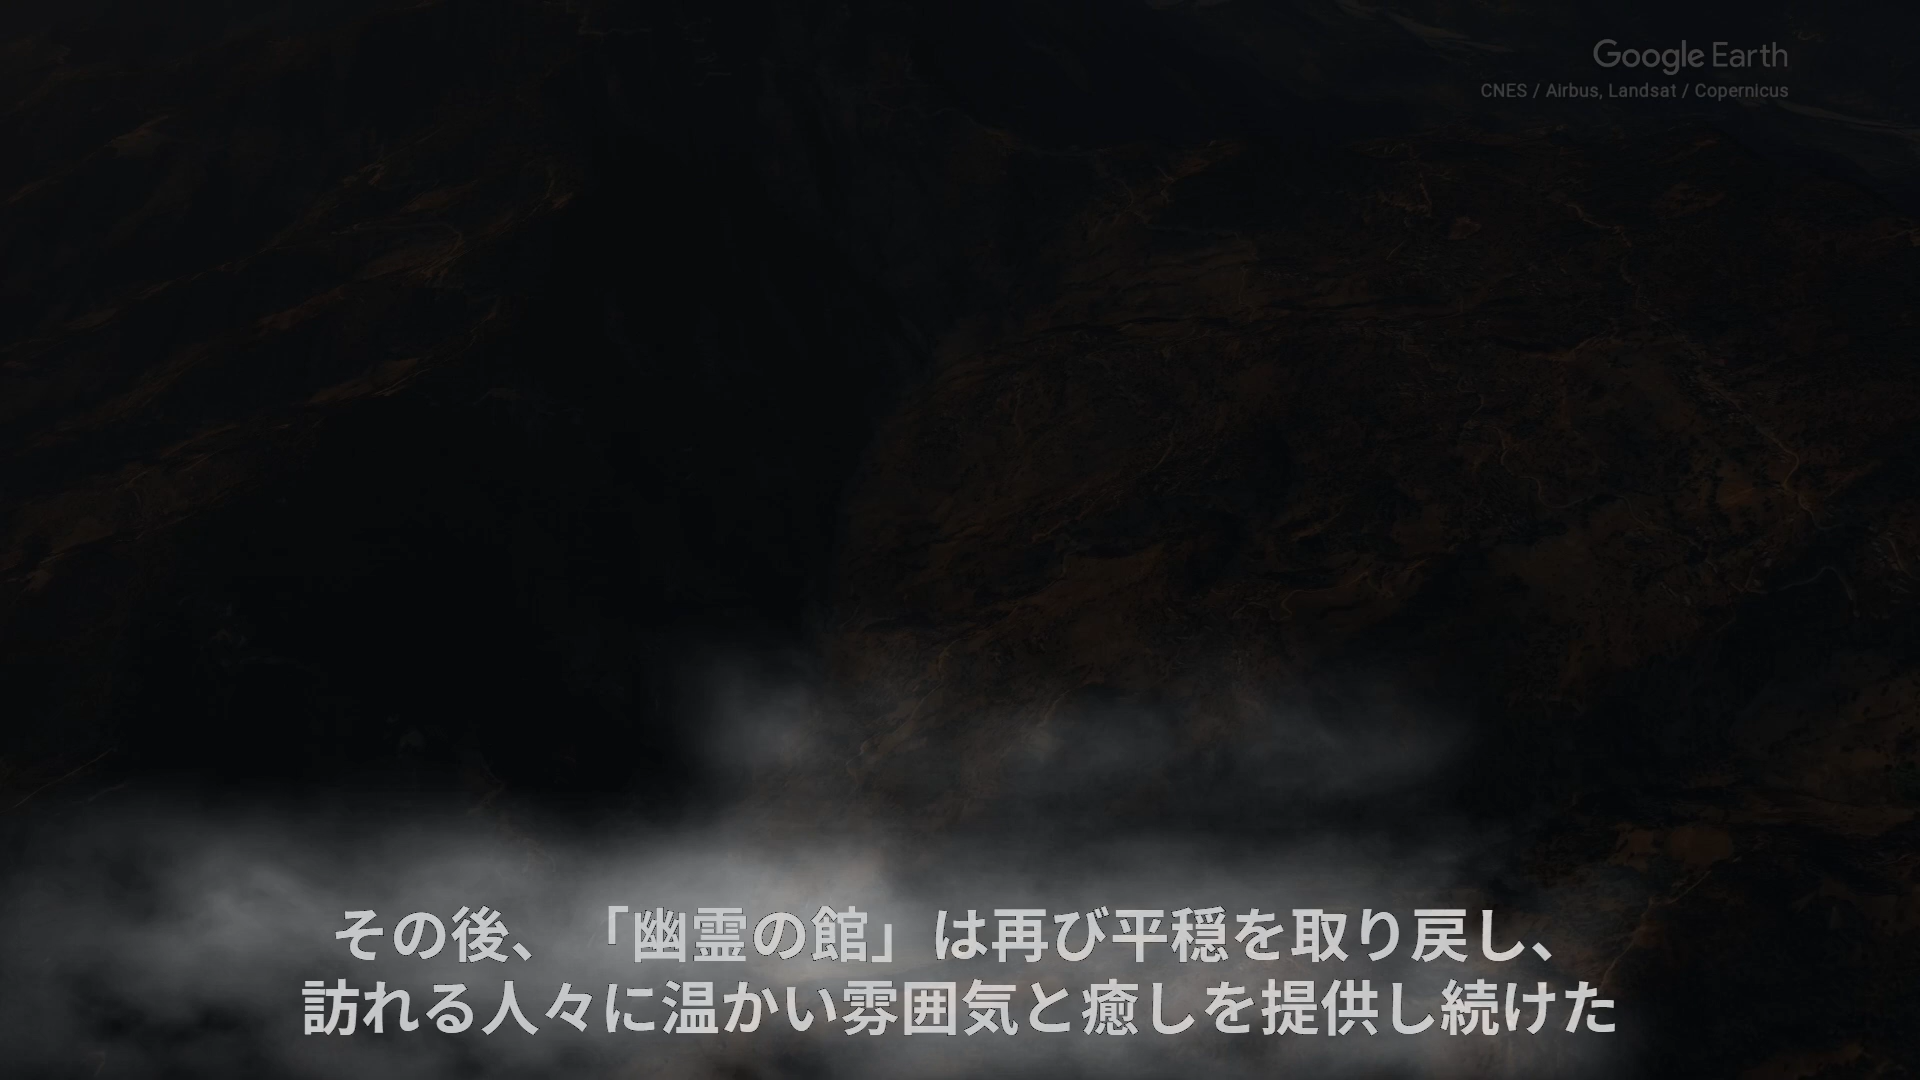 Google Earth
CNES / Airbus, Landsat / Copernicus
その後、「幽霊の館」は再び平穏を取り戻し、
訪れる人々に温かい雰囲気と癒しを提供し続けた